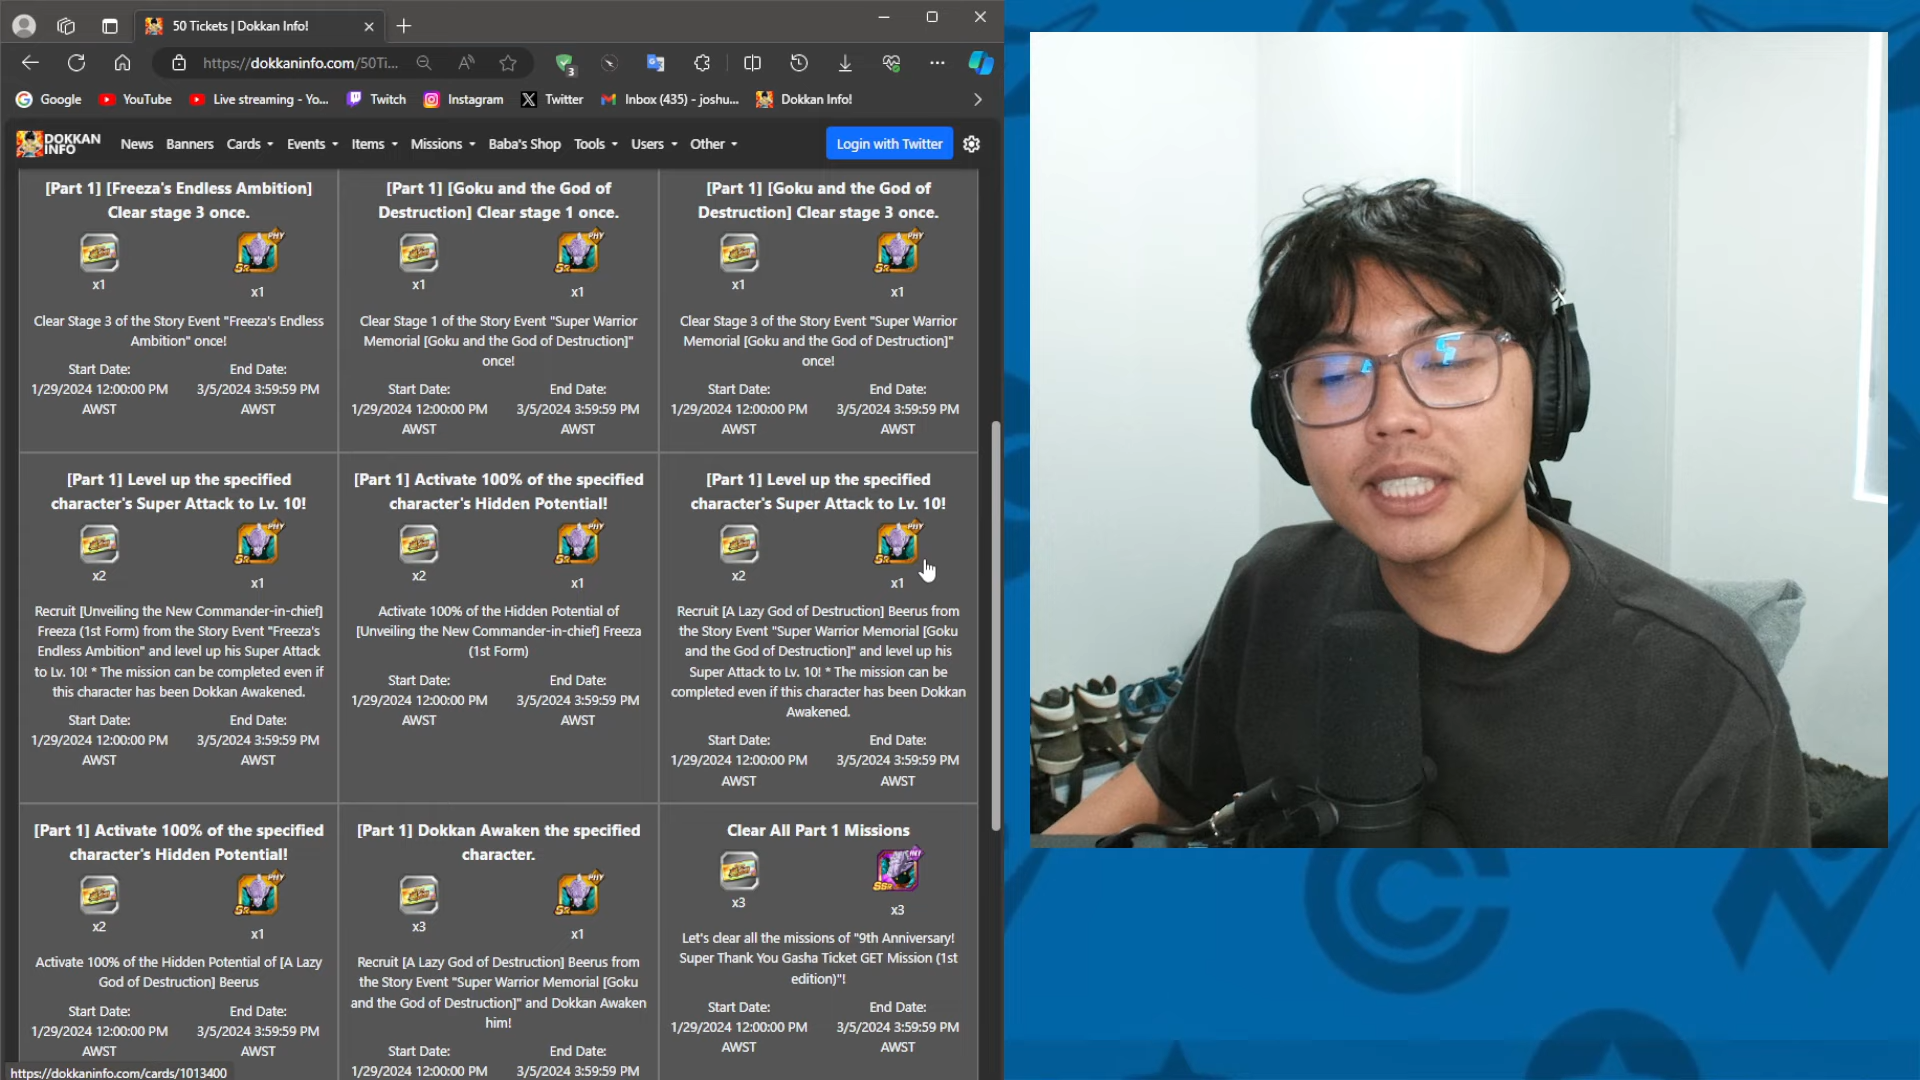 50 Tickets | Dokkan Info!
https://dokkaninfo.com/50Ti...
3
Google
YouTube
Live streaming - Yo...
Twitch
Instagram
Twitter
Inbox (435) - joshu...
Dokkan Info!
DOKKAN
INFO
News
Banners
Cards
Events
Items
Missions
Baba's Shop
Tools
Users
Other
Login with Twitter
[Part 1] [Freeza's Endless Ambition]
Clear stage 3 once.
PHY
SR
x1
x1
Clear Stage 3 of the Story Event "Freeza's Endless
Ambition" once!
Start Date:
1/29/2024 12:00:00 PM
AWST
End Date:
3/5/2024 3:59:59 PM
AWST
[Part 1] [Goku and the God of
Destruction] Clear stage 1 once.
PHY
SR
x1
x1
Clear Stage 1 of the Story Event "Super Warrior
Memorial [Goku and the God of Destruction]"
once!
Start Date:
1/29/2024 12:00:00 PM
AWST
End Date:
3/5/2024 3:59:59 PM
AWST
[Part 1] [Goku and the God of
Destruction] Clear stage 3 once.
PHY
SR
x1
x1
Clear Stage 3 of the Story Event "Super Warrior
Memorial [Goku and the God of Destruction]"
once!
Start Date:
1/29/2024 12:00:00 PM
AWST
End Date:
3/5/2024 3:59:59 PM
AWST
[Part 1] Level up the specified
character's Super Attack to Lv. 10!
PHY
SR
x2
x1
Recruit [Unveiling the New Commander-in-chief]
Freeza (1st Form) from the Story Event "Freeza's
Endless Ambition" and level up his Super Attack
to Lv. 10! * The mission can be completed even if
this character has been Dokkan Awakened.
Start Date:
1/29/2024 12:00:00 PM
AWST
End Date:
3/5/2024 3:59:59 PM
AWST
[Part 1] Activate 100% of the specified
character's Hidden Potential!
PHY
SR
x2
x1
Activate 100% of the Hidden Potential of
[Unveiling the New Commander-in-chief] Freeza
(1st Form)
Start Date:
1/29/2024 12:00:00 PM
AWST
End Date:
3/5/2024 3:59:59 PM
AWST
[Part 1] Level up the specified
character's Super Attack to Lv. 10!
PHY
SR
x2
x1
Recruit [A Lazy God of Destruction] Beerus from
the Story Event "Super Warrior Memorial [Goku
and the God of Destruction]" and level up his
Super Attack to Lv. 10! * The mission can be
completed even if this character has been Dokkan
Awakened.
Start Date:
1/29/2024 12:00:00 PM
AWST
End Date:
3/5/2024 3:59:59 PM
AWST
[Part 1] Activate 100% of the specified
character's Hidden Potential!
PHY
SR
x2
x1
Activate 100% of the Hidden Potential of [A Lazy
God of Destruction] Beerus
Start Date:
1/29/2024 12:00:00 PM
AWST
End Date:
3/5/2024 3:59:59 PM
AWST
[Part 1] Dokkan Awaken the specified
character.
PHY
SR
x3
x1
Recruit [A Lazy God of Destruction] Beerus from
the Story Event "Super Warrior Memorial [Goku
and the God of Destruction]" and Dokkan Awaken
him!
Start Date:
1/29/2024 12:00:00 PM
End Date:
3/5/2024 3:59:59 PM
Clear All Part 1 Missions
SSR
x3
x3
Let's clear all the missions of "9th Anniversary!
Super Thank You Gasha Ticket GET Mission (1st
edition)"!
Start Date:
1/29/2024 12:00:00 PM
AWST
End Date:
3/5/2024 3:59:59 PM
AWST
https://dokkaninfo.com/cards/1013400